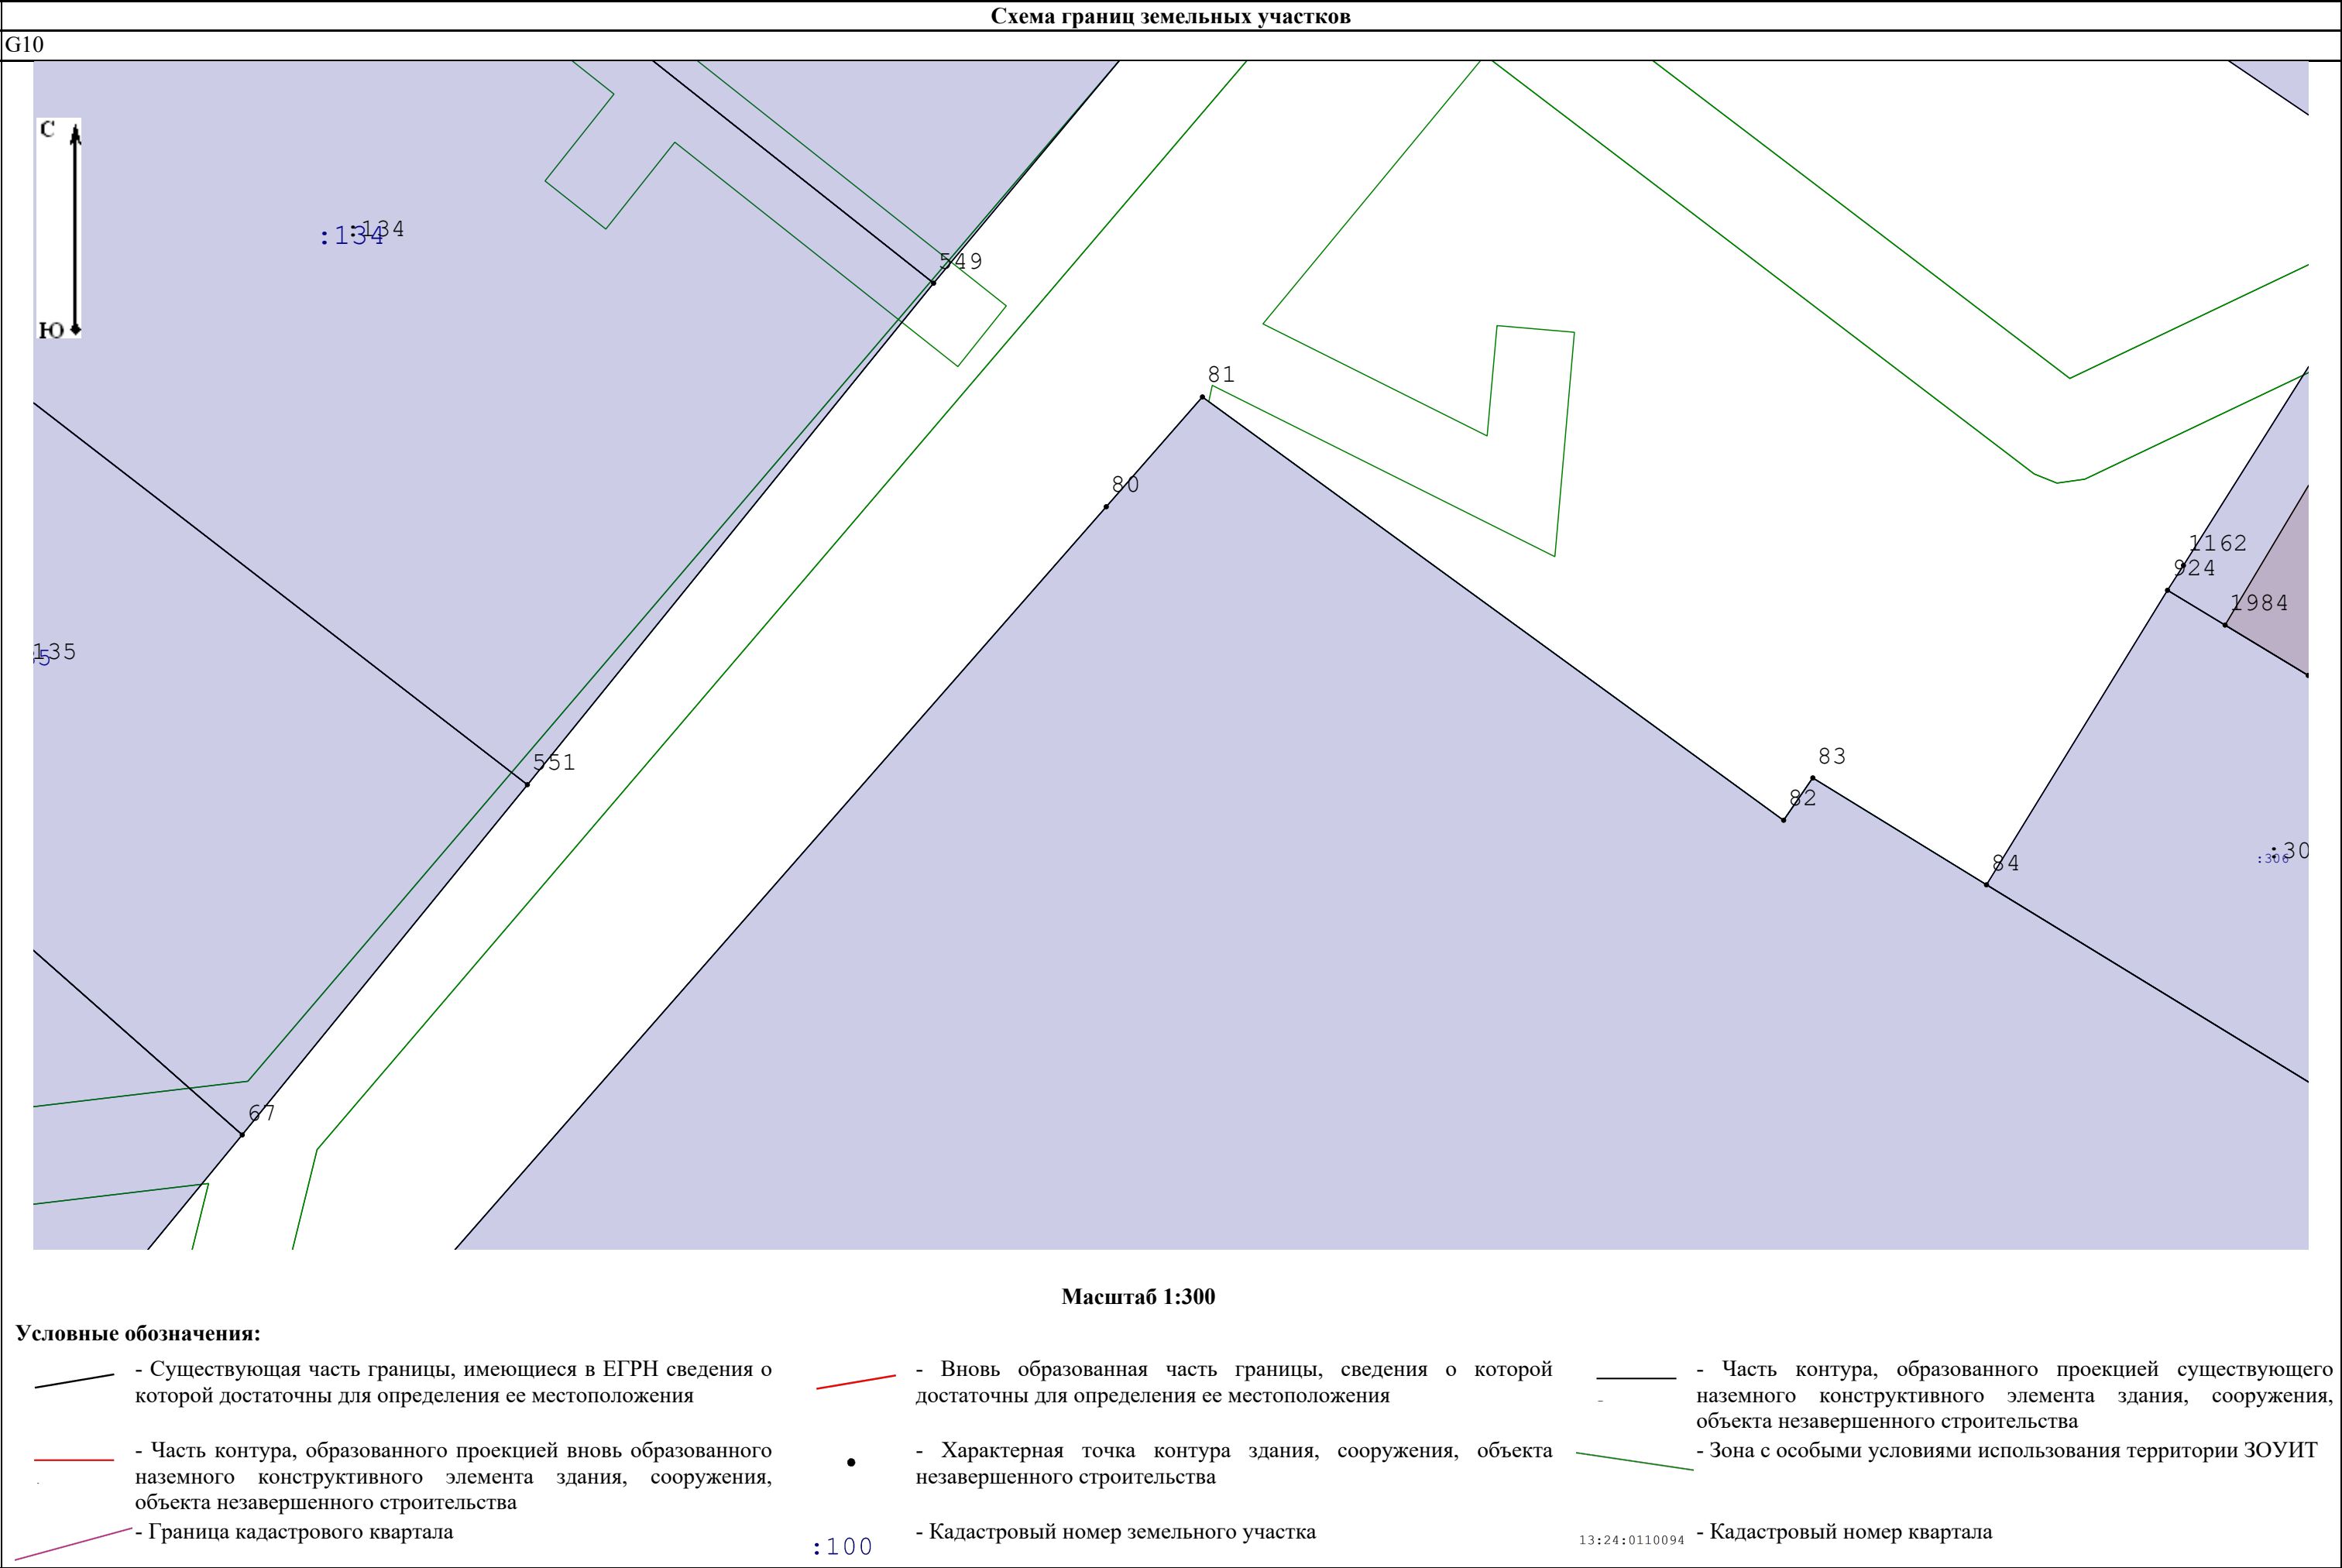 Схема границ земельных участков
G10
С
Ю
:134
:134
549
81
80
1162
924
1984
135
5
551
83
82
84
:30
:306
67
Масштаб 1:300
Условные обозначения:
- Существующая часть границы, имеющиеся в ЕГРН сведения о
которой достаточны для определения ее местоположения
- Вновь образованная часть границы, сведения о которой
достаточны для определения ее местоположения
- Часть контура, образованного проекцией существующего
наземного конструктивного элемента здания, сооружения,
объекта незавершенного строительства
- Часть контура, образованного проекцией вновь образованного
наземного конструктивного элемента здания, сооружения,
объекта незавершенного строительства
- Характерная точка контура здания, сооружения, объекта
незавершенного строительства
- Зона с особыми условиями использования территории ЗОУИТ
- Граница кадастрового квартала
:100
- Кадастровый номер земельного участка
13:24:0110094
- Кадастровый номер квартала